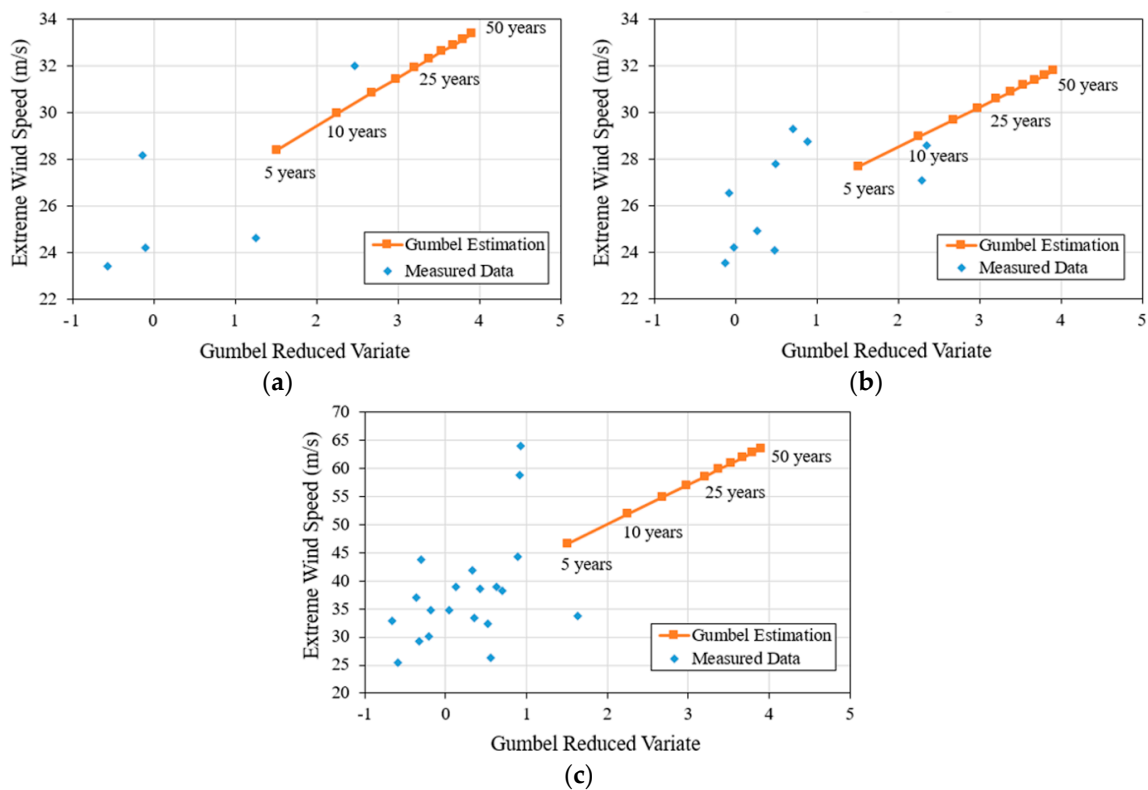 34
32
30
28
26
24
22
Extreme Wind Speed (m/s)
50 years
25 years
10 years
5 years
Gumbel Estimation
Measured Data
-1 0 1 2 3 4 5
Gumbel Reduced Variate
(a)
34
32
30
28
26
24
22
Extreme Wind Speed (m/s)
50 years
25 years
10 years
5 years
Gumbel Estimation
Measured Data
-1 0 1 2 3 4 5
Gumbel Reduced Variate
(b)
70
65
60
55
50
45
40
35
30
25
20
Extreme Wind Speed (m/s)
50 years
25 years
10 years
5 years
Gumbel Estimation
Measured Data
-1 0 1 2 3 4 5
Gumbel Reduced Variate
(c)